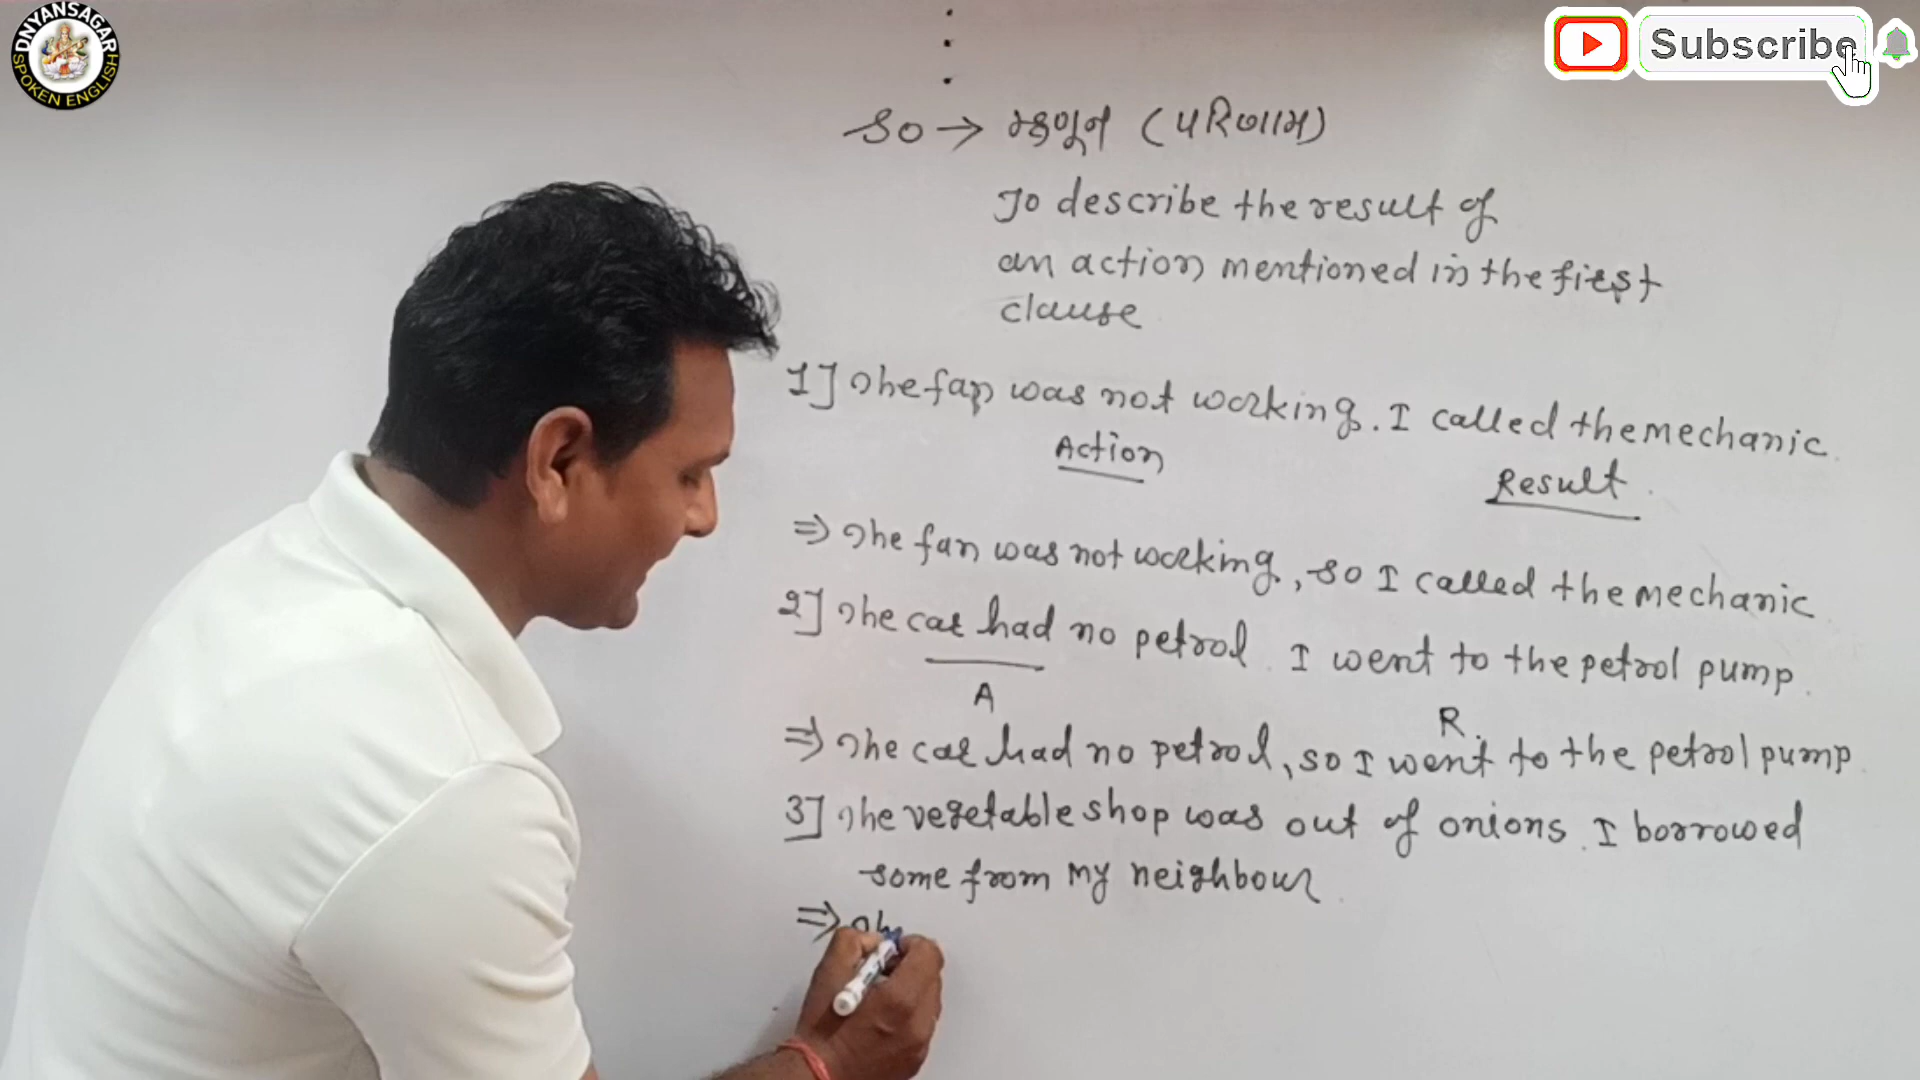 DNYANSAGAR
SPOKEN ENGLISH
Subscribe
so → म्हणून (परिणाम)
To describe the result of
an action mentioned in the first
clause
1] The fan was not working. I called the mechanic.
Action
Result.
⇒ The fan was not working, so I called the mechanic
2] The car had no petrol. I went to the petrol pump.
A
R.
⇒ The car had no petrol, so I went to the petrol pump
3] The vegetable shop was out of onions. I borrowed
some from my neighbour.
⇒ Th